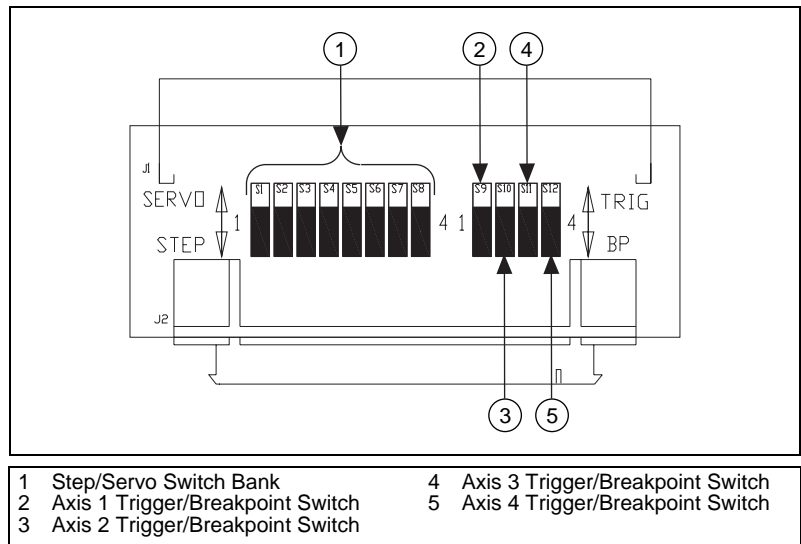 1 2 4
J1
S1 S2 S3 S4 S5 S6 S7 S8 S9 S10 S11 S12
SERVO TRIG
1 4 1 4
STEP BP
J2
3 5
1 Step/Servo Switch Bank
2 Axis 1 Trigger/Breakpoint Switch
3 Axis 2 Trigger/Breakpoint Switch
4 Axis 3 Trigger/Breakpoint Switch
5 Axis 4 Trigger/Breakpoint Switch